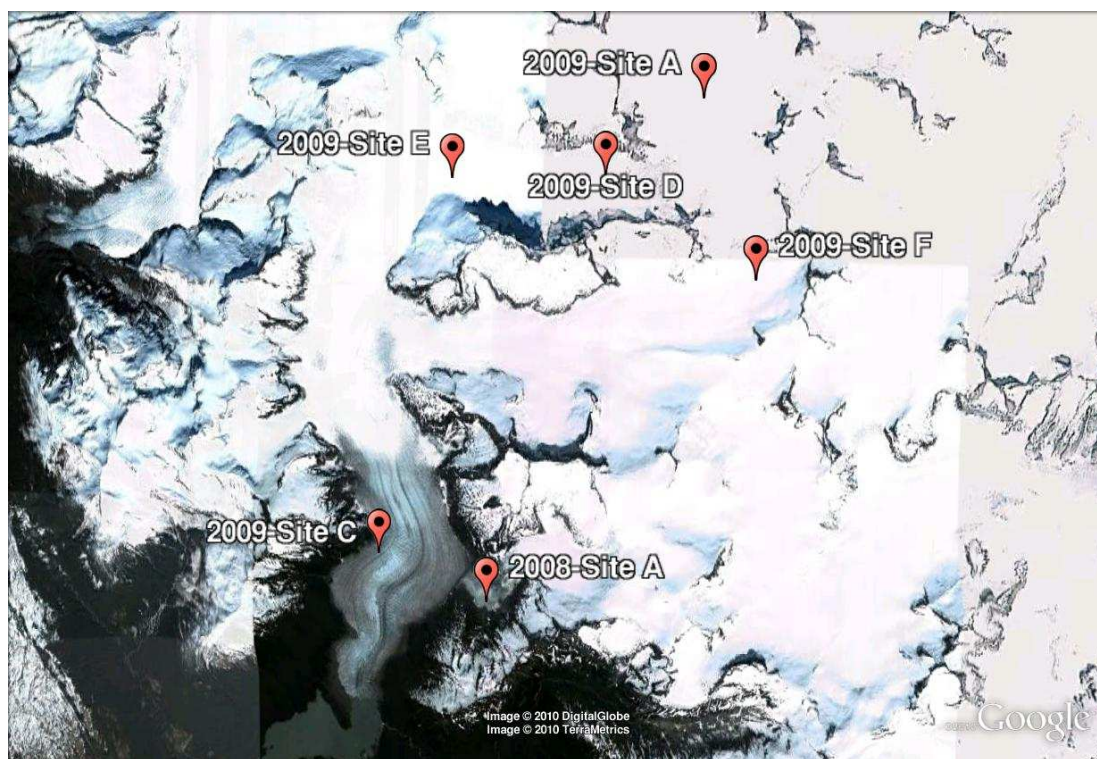 2009-Site A
2009-Site E
2009-Site D
2009-Site F
2009-Site C
2008-Site A
Image © 2010 DigitalGlobe
Image © 2010 TerraMetrics
Google